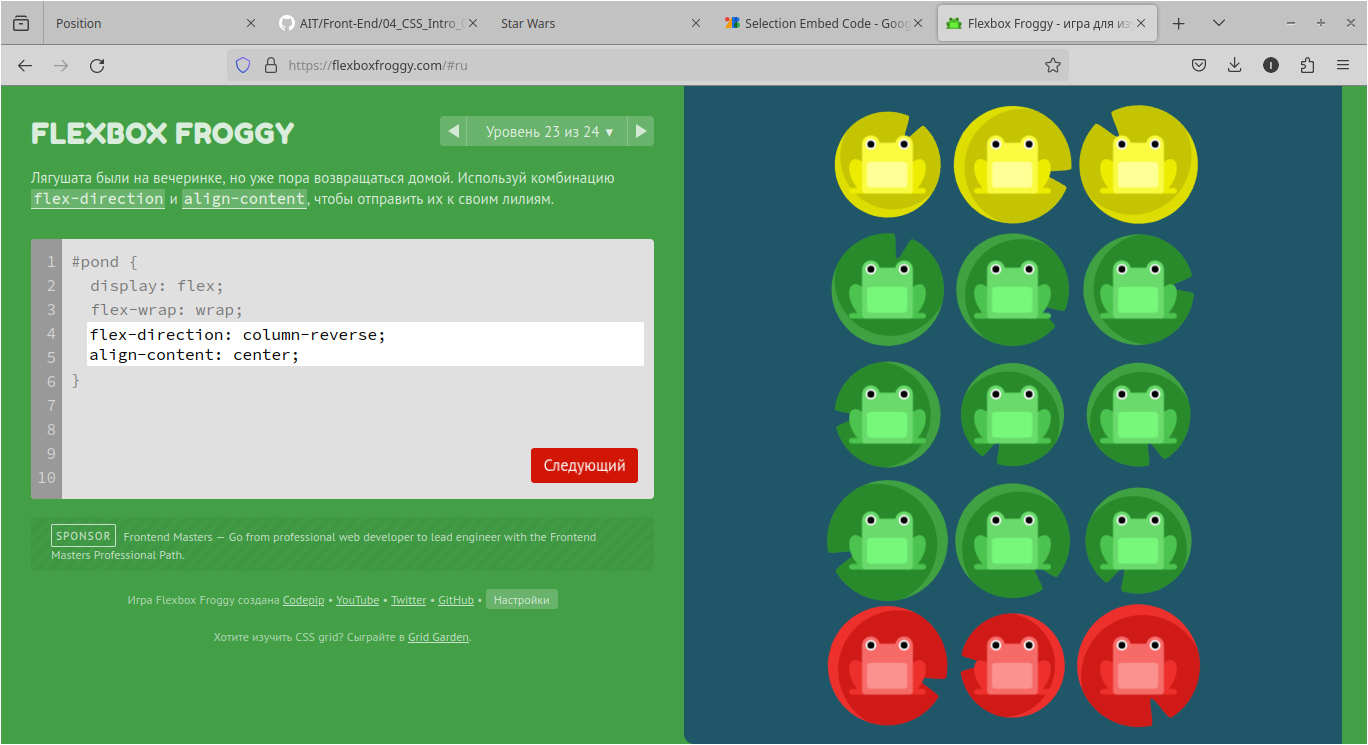 Position
AIT/Front-End/04_CSS_Intro_
Star Wars
Selection Embed Code - Goog
Flexbox Froggy - игра для из
https://flexboxfroggy.com/#ru
FLEXBOX FROGGY
Уровень 23 из 24 ▼
Лягушата были на вечеринке, но уже пора возвращаться домой. Используй комбинацию
flex-direction и align-content, чтобы отправить их к своим лилиям.
1 #pond {
2 display: flex;
3 flex-wrap: wrap;
4 flex-direction: column-reverse;
5 align-content: center;
6 }
7
8
9
10
Следующий
SPONSOR Frontend Masters — Go from professional web developer to lead engineer with the Frontend
Masters Professional Path.
Игра Flexbox Froggy создана Codepip • YouTube • Twitter • GitHub • Настройки
Хотите изучить CSS grid? Сыграйте в Grid Garden.